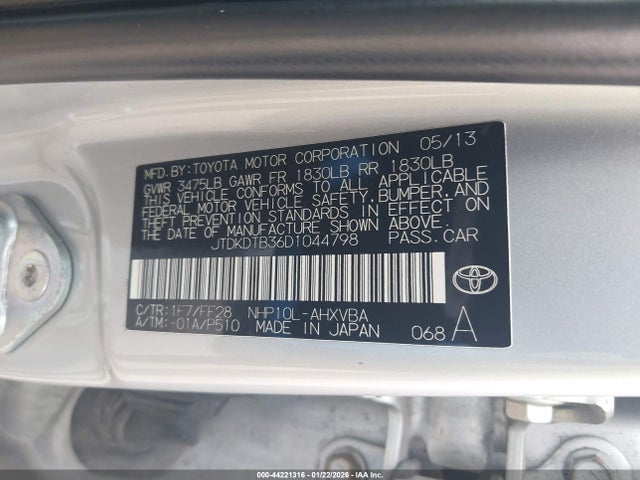 MFD.BY:TOYOTA MOTOR CORPORATION 05/13
GVWR 3475LB GAWR FR 1830LB RR 1830LB
THIS VEHICLE CONFORMS TO ALL APPLICABLE
FEDERAL MOTOR VEHICLE SAFETY,BUMPER,AND
THEFT PREVENTION STANDARDS IN EFFECT ON
THE DATE OF MANUFACTURE SHOWN ABOVE.
JTDKDTB36D1044798 PASS.CAR
C/TR:1F7/FF28 NHP10L-AHXVBA
A/TM:-01A/P510 MADE IN JAPAN 068 A
000-44221316 | 01/22/2026 | IAA Inc.